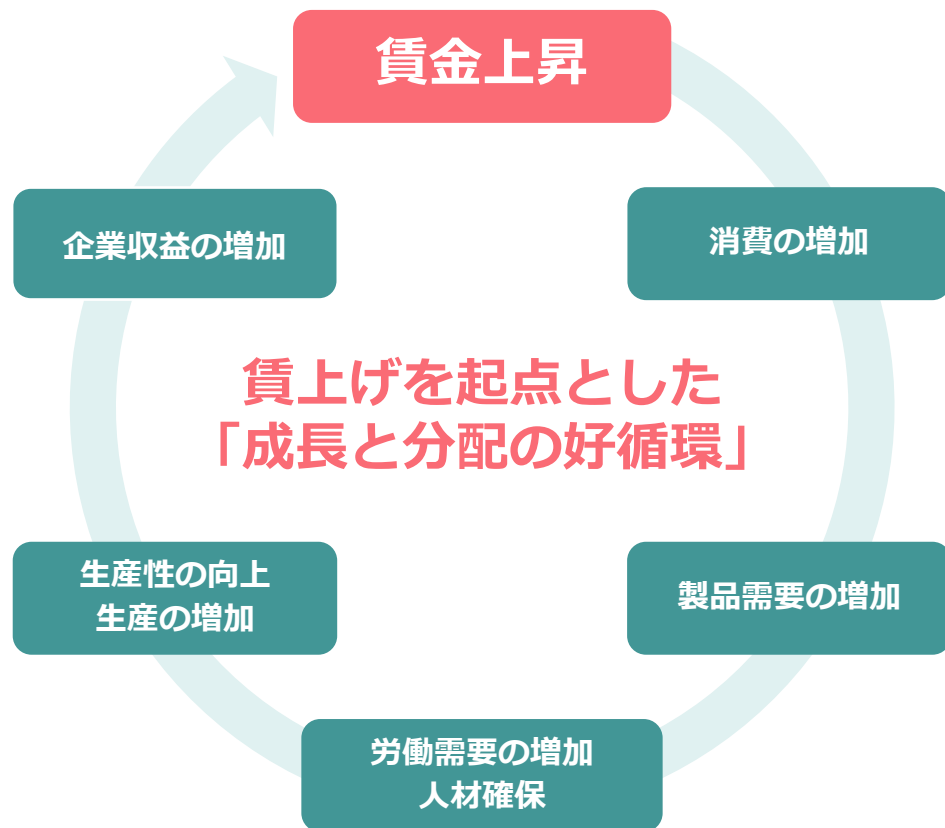 賃金上昇
企業収益の増加
消費の増加
賃上げを起点とした
「成長と分配の好循環」
生産性の向上
生産の増加
製品需要の増加
労働需要の増加
人材確保